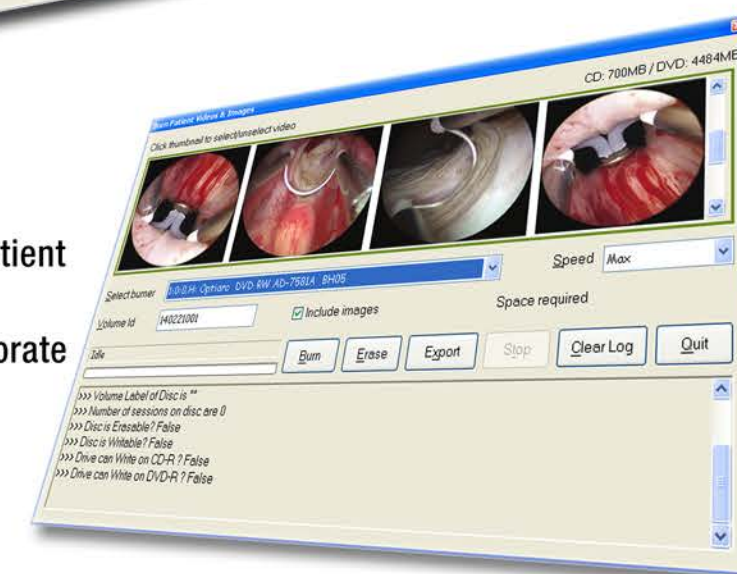 Burn Patient Videos & Images
CD: 700MB / DVD: 4484MB
Click thumbnail to select/unselect video
tient
orate
Select burner
1:0:0,H: Optiarc DVD RW AD-7581A BH05
Speed Max
Volume Id 140221001
Include images
Space required
Idle
Burn Erase Export Stop Clear Log Quit
>>> Volume Label of Disc is ""
>>> Number of sessions on disc are 0
>>> Disc is Erasable? False
>>> Disc is Writable? False
>>> Drive can Write on CD-R ? False
>>> Drive can Write on DVD-R ? False